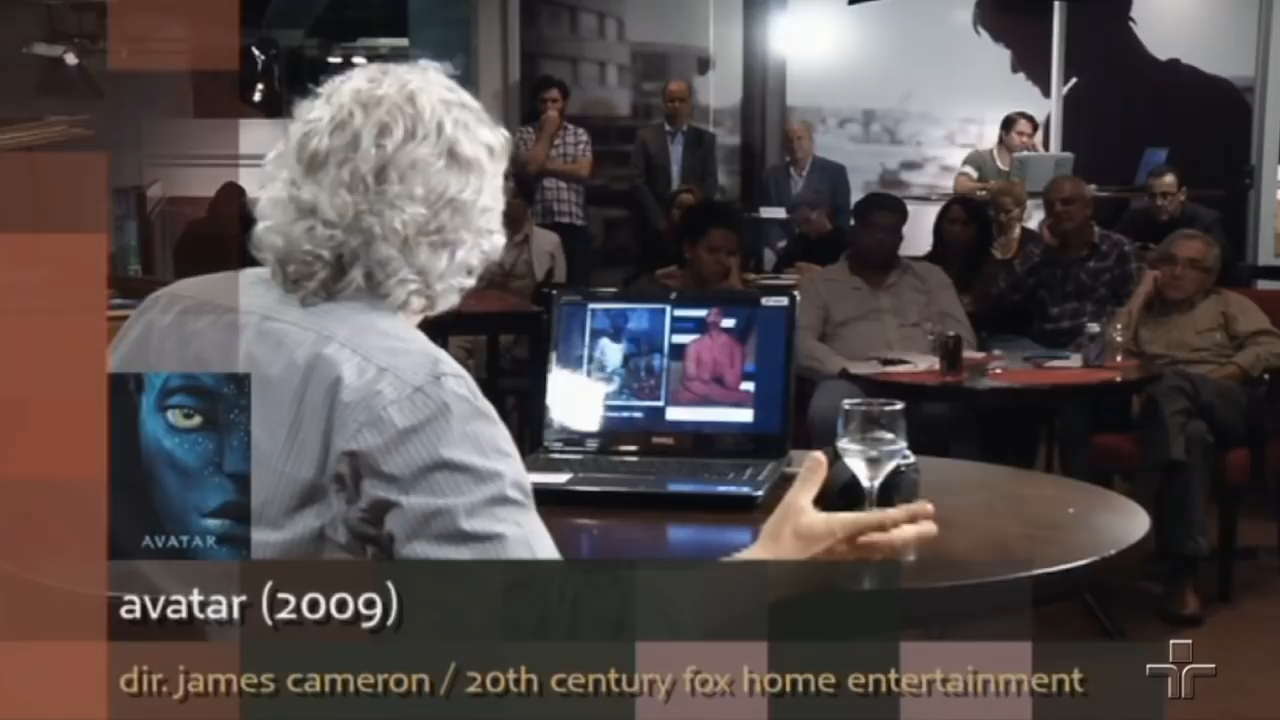 AVATAR
avatar (2009)
dir. james cameron / 20th century fox home entertainment